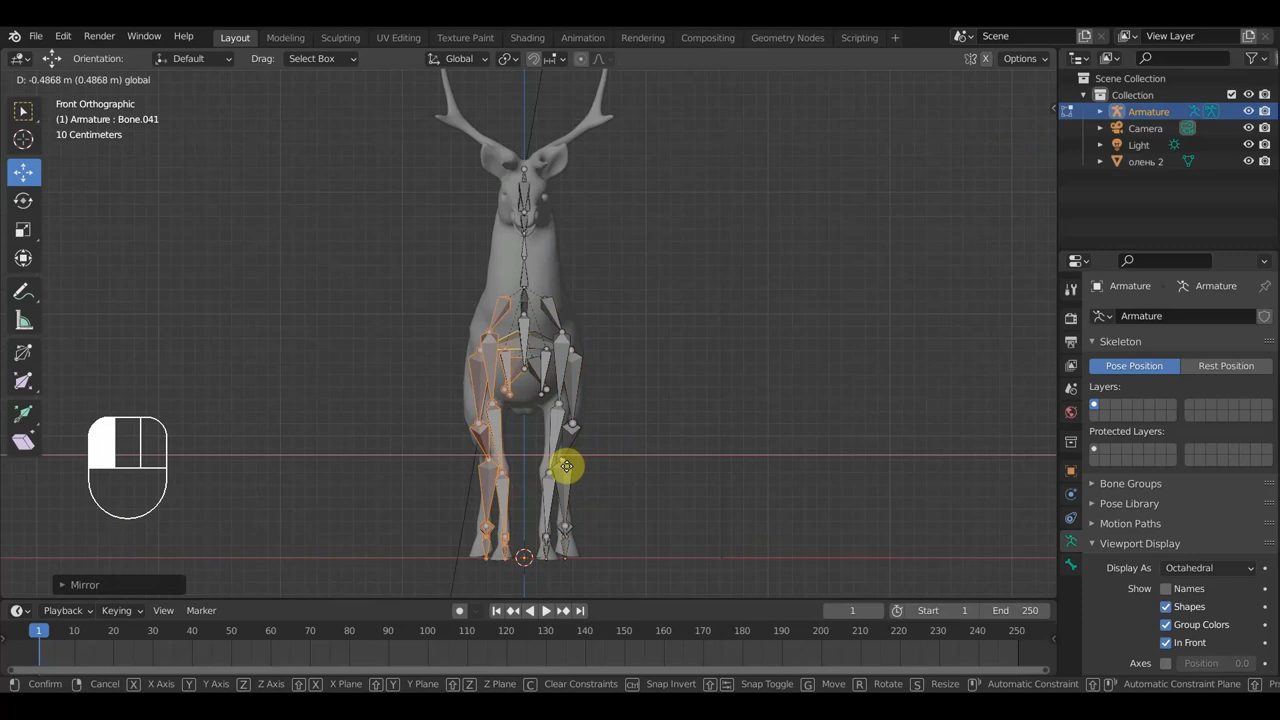 File Edit Render Window Help Layout Modeling Sculpting UV Editing Texture Paint Shading Animation Rendering Compositing Geometry Nodes Scripting + Scene View Layer
Orientation: Default Drag: Select Box Global X Options
D: -0.4868 m (0.4868 m) global
Front Orthographic
(1) Armature : Bone.041
10 Centimeters
Scene Collection
Collection
Armature
Camera
Light
олень 2
Armature Armature
Armature
Skeleton
Pose Position Rest Position
Layers:
Protected Layers:
Bone Groups
Pose Library
Motion Paths
Viewport Display
Display As Octahedral
Show Names
Shapes
Group Colors
In Front
Axes Position 0.0
Mirror
Playback Keying View Marker 1 Start 1 End 250
1 10 20 30 40 50 60 70 80 90 100 110 120 130 140 150 160 170 180 190 200 210 220 230 240 250
Confirm Cancel X X Axis Y Y Axis Z Z Axis X X Plane Y Y Plane Z Z Plane C Clear Constraints Ctrl Snap Invert Snap Toggle G Move R Rotate S Resize Automatic Constraint Automatic Constraint Plane